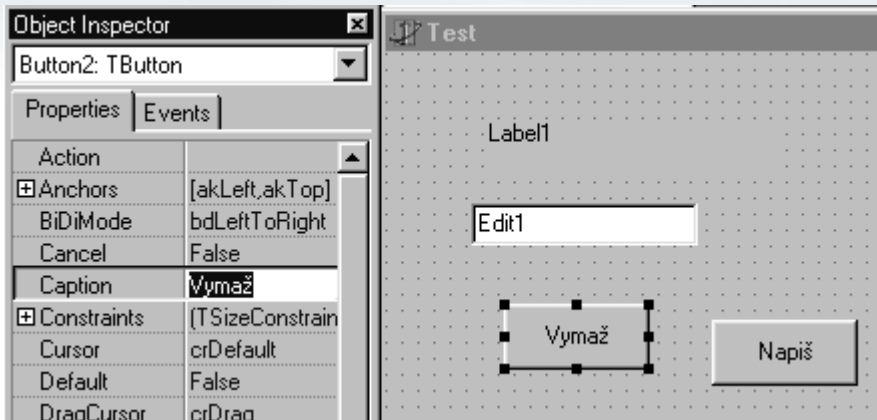 Object Inspector
Button2: TButton
Properties Events
Action
Anchors [akLeft,akTop]
BiDiMode bdLeftToRight
Cancel False
Caption Vymaž
Constraints (TSizeConstrain
Cursor crDefault
Default False
DragCursor crDrag
Test
Label1
Edit1
Vymaž
Napiš